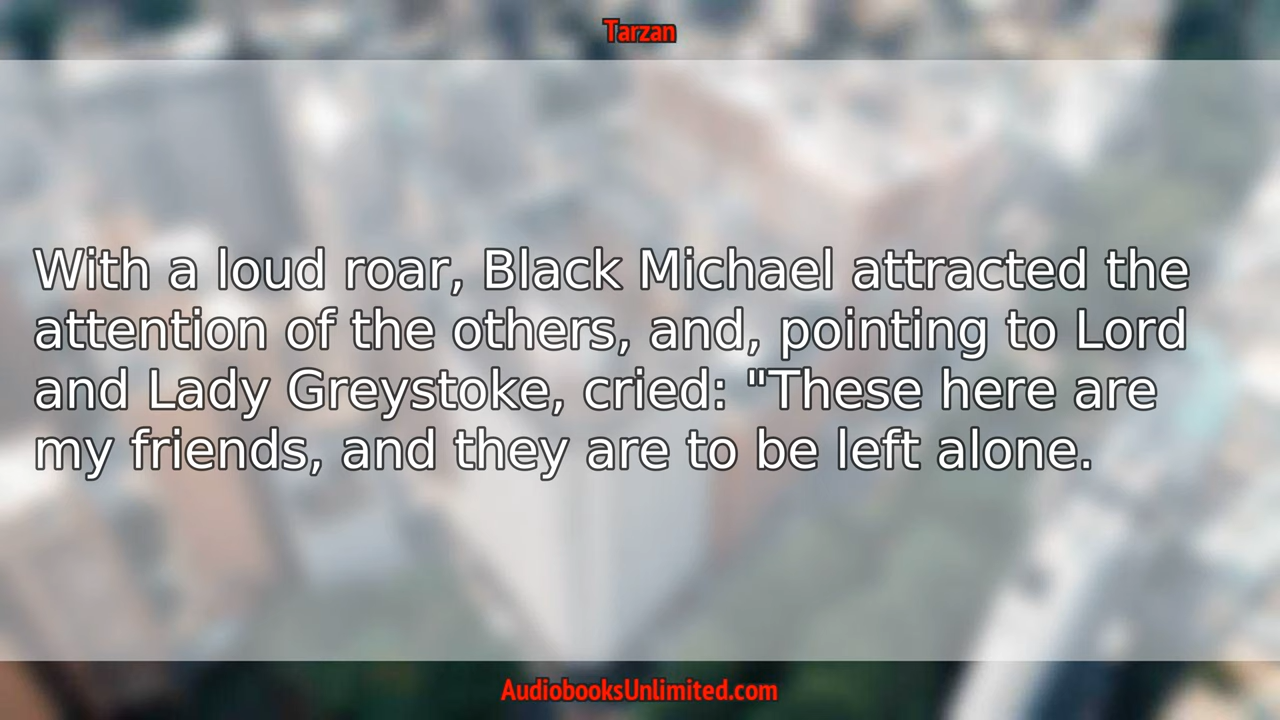 Tarzan
With a loud roar, Black Michael attracted the
attention of the others, and, pointing to Lord
and Lady Greystoke, cried: "These here are
my friends, and they are to be left alone.
AudiobooksUnlimited.com